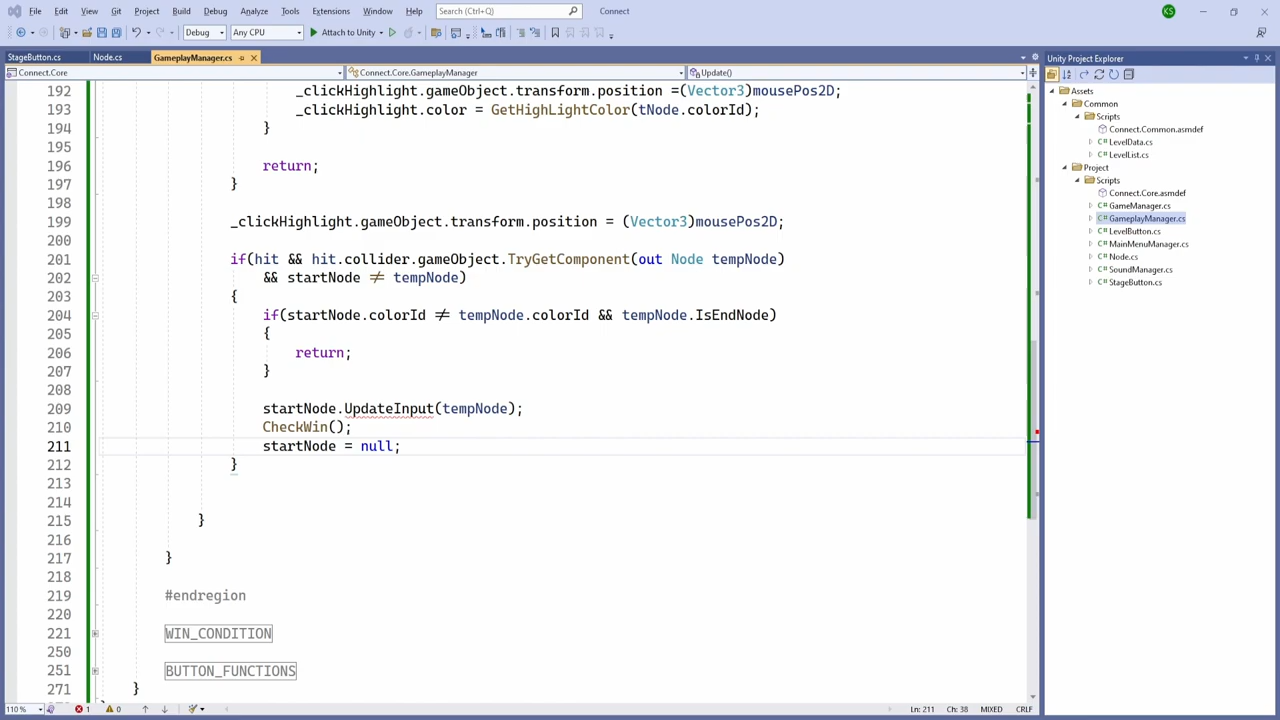 File Edit View Git Project Build Debug Analyze Tools Extensions Window Help Search (Ctrl+Q) Connect KS
Debug Any CPU Attach to Unity
StageButton.cs Node.cs GameplayManager.cs Unity Project Explorer
Connect.Core Connect.Core.GameplayManager Update()
192 _clickHighlight.gameObject.transform.position =(Vector3)mousePos2D;
193 _clickHighlight.color = GetHighLightColor(tNode.colorId);
194 }
195
196 return;
197 }
198
199 _clickHighlight.gameObject.transform.position = (Vector3)mousePos2D;
200
201 if(hit && hit.collider.gameObject.TryGetComponent(out Node tempNode)
202 && startNode ≠ tempNode)
203 {
204 if(startNode.colorId ≠ tempNode.colorId && tempNode.IsEndNode)
205 {
206 return;
207 }
208
209 startNode.UpdateInput(tempNode);
210 CheckWin();
211 startNode = null;
212 }
213
214
215 }
216
217 }
218
219 #endregion
220
221 WIN_CONDITION
250
251 BUTTON_FUNCTIONS
271 }
Assets
Common
Scripts
Connect.Common.asmdef
C# LevelData.cs
C# LevelList.cs
Project
Scripts
Connect.Core.asmdef
C# GameManager.cs
C# GameplayManager.cs
C# LevelButton.cs
C# MainMenuManager.cs
C# Node.cs
C# SoundManager.cs
C# StageButton.cs
110 % 1 0 Ln: 211 Ch: 38 MIXED CRLF